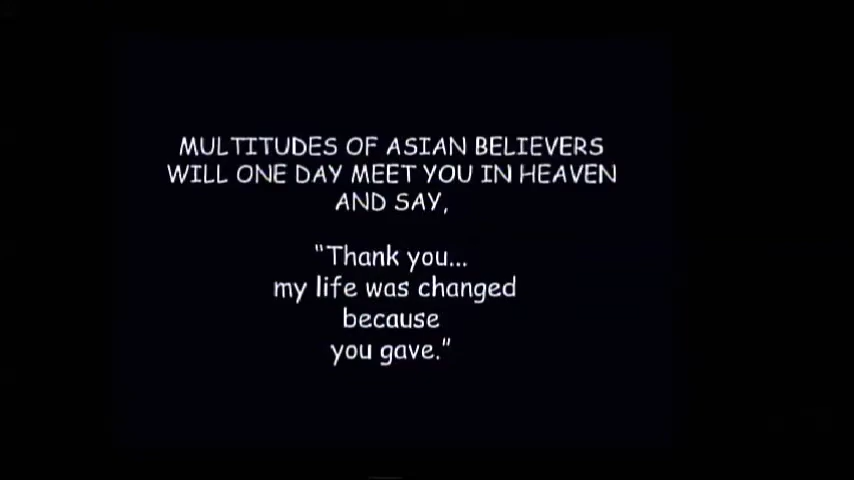 MULTITUDES OF ASIAN BELIEVERS
WILL ONE DAY MEET YOU IN HEAVEN
AND SAY,
"Thank you...
my life was changed
because
you gave."